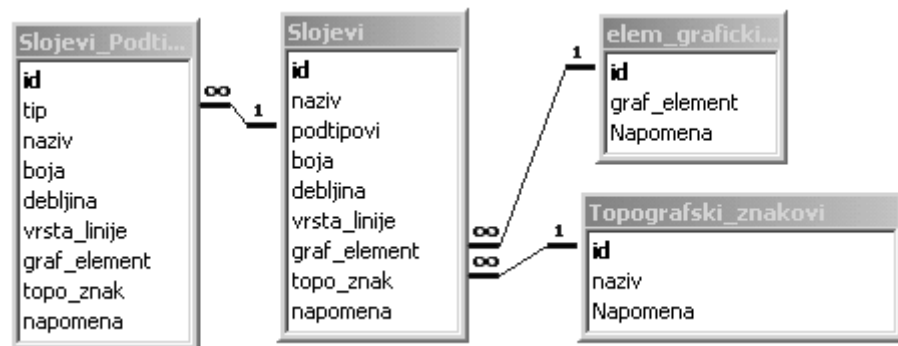 Slojevi_Podti...
id
tip
naziv
boja
debljina
vrsta_linije
graf_element
topo_znak
napomena
∞
1
Slojevi
id
naziv
podtipovi
boja
debljina
vrsta_linije
graf_element
topo_znak
napomena
∞
∞
1
1
elem_graficki...
id
graf_element
Napomena
Topografski_znakovi
id
naziv
Napomena